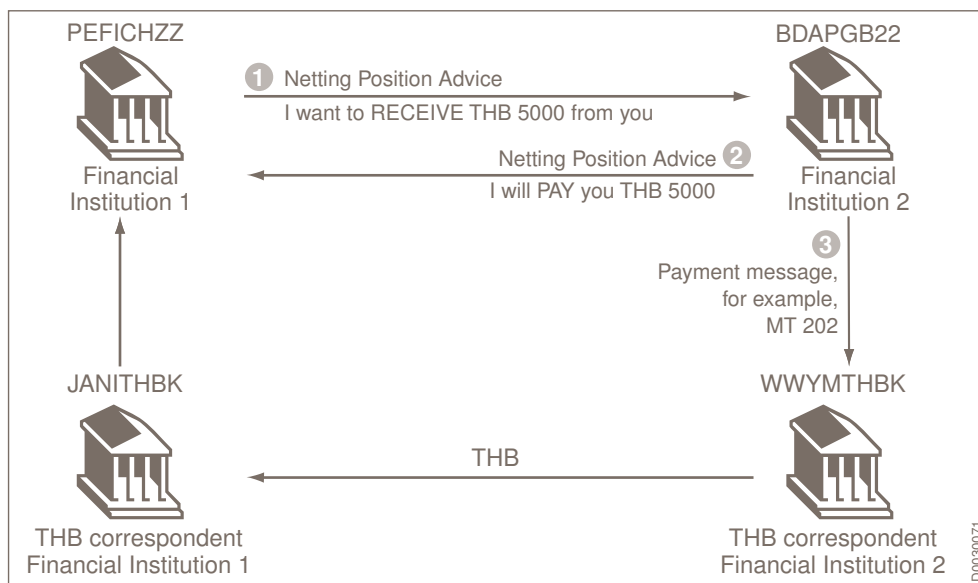 PEFICHZZ
BDAPGB22
1 Netting Position Advice
I want to RECEIVE THB 5000 from you
Netting Position Advice 2
I will PAY you THB 5000
Financial
Institution 1
Financial
Institution 2
3
Payment message,
for example,
MT 202
JANITHBK
WWYMTHBK
THB
THB correspondent
Financial Institution 1
THB correspondent
Financial Institution 2
D0030071